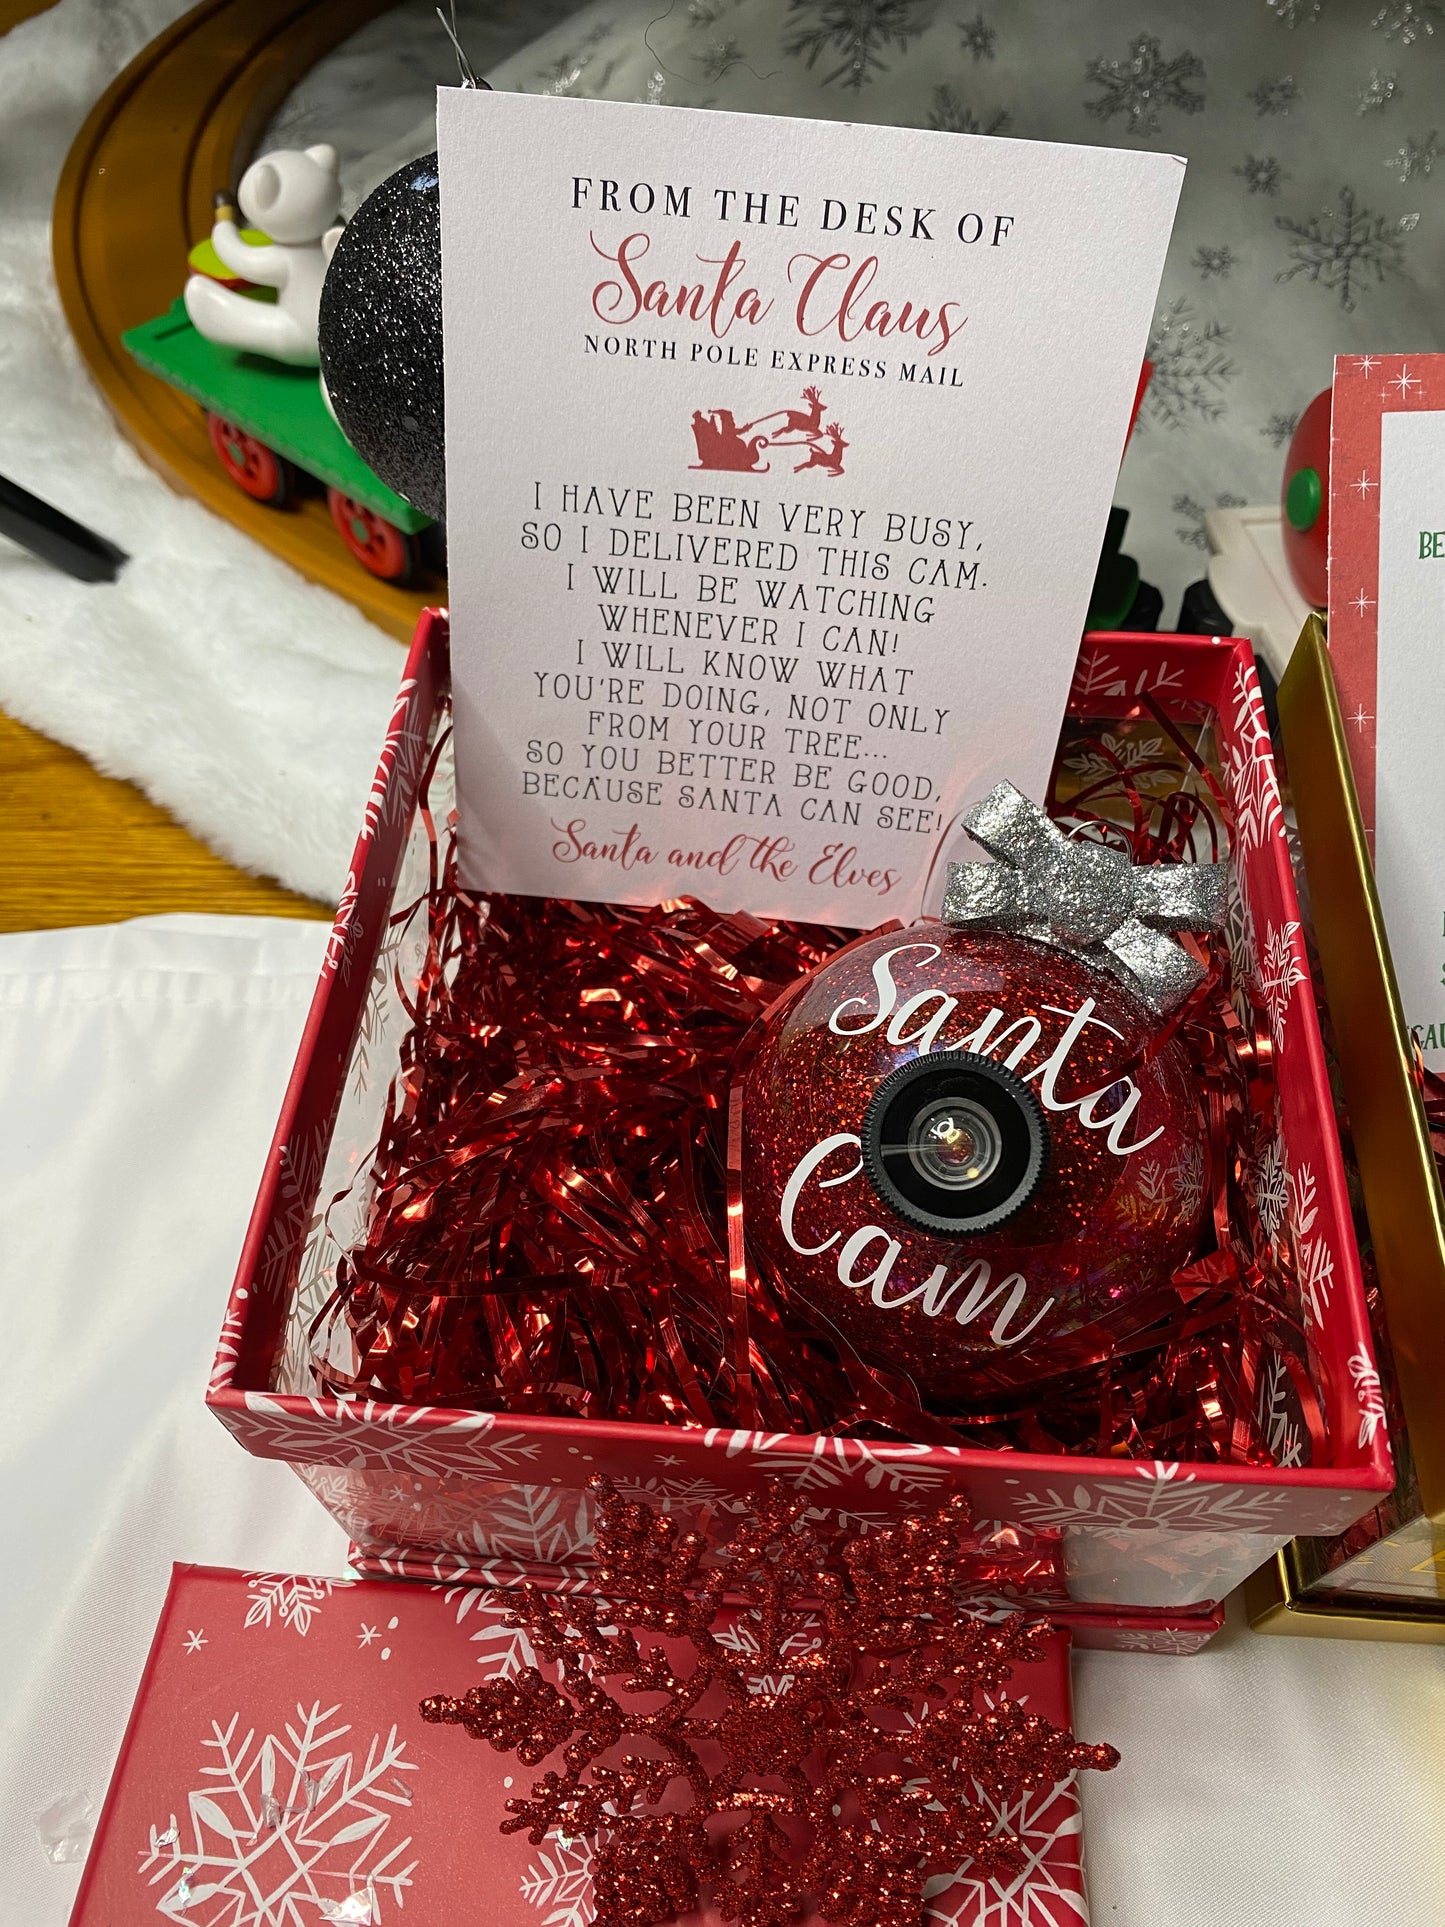 FROM THE DESK OF
Santa Claus
NORTH POLE EXPRESS MAIL
I HAVE BEEN VERY BUSY,
SO I DELIVERED THIS CAM.
I WILL BE WATCHING
WHENEVER I CAN!
I WILL KNOW WHAT
YOU'RE DOING, NOT ONLY
FROM YOUR TREE...
SO YOU BETTER BE GOOD,
BECAUSE SANTA CAN SEE!
Santa and the Elves
Santa
Cam